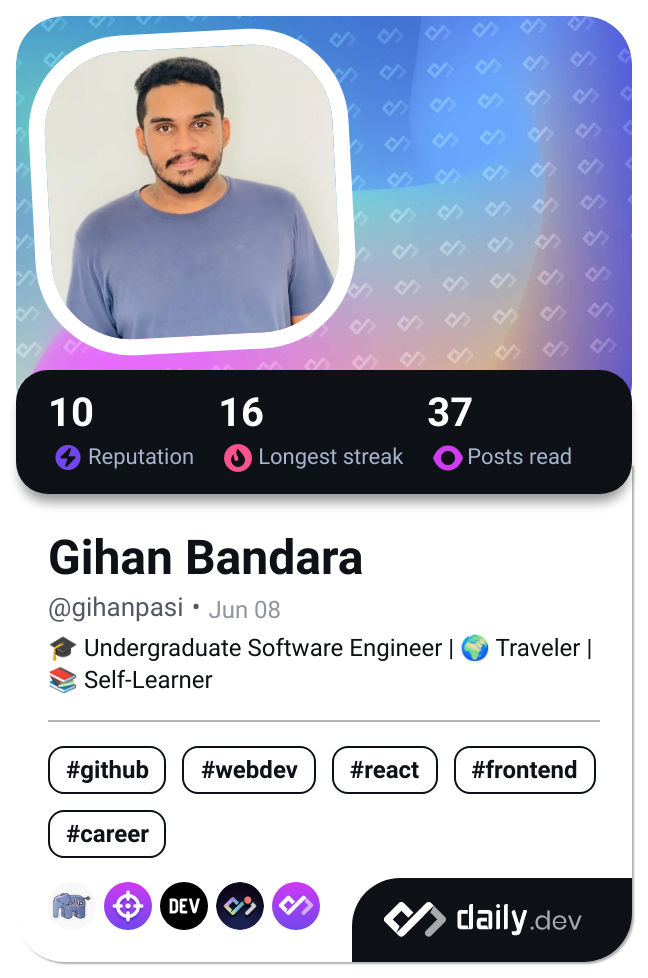 10 16 37
Reputation Longest streak Posts read
Gihan Bandara
@gihanpasi • Jun 08
🎓 Undergraduate Software Engineer | 🌍 Traveler |
📚 Self-Learner
#github #webdev #react #frontend
#career
php DEV daily.dev